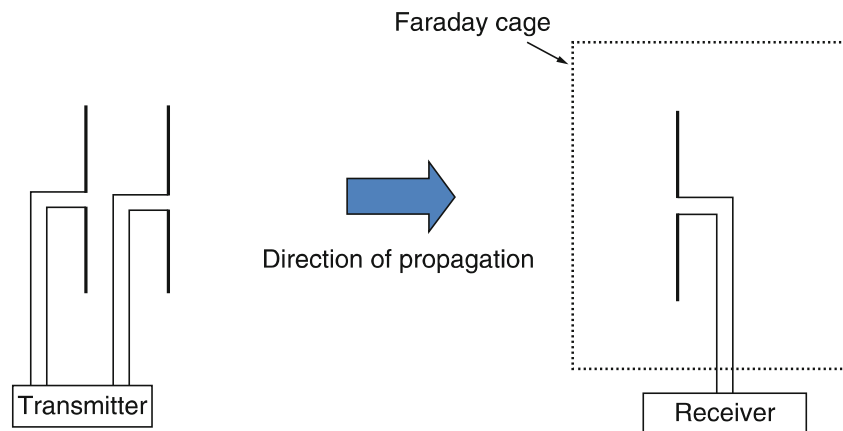 Faraday cage
Direction of propagation
Transmitter
Receiver